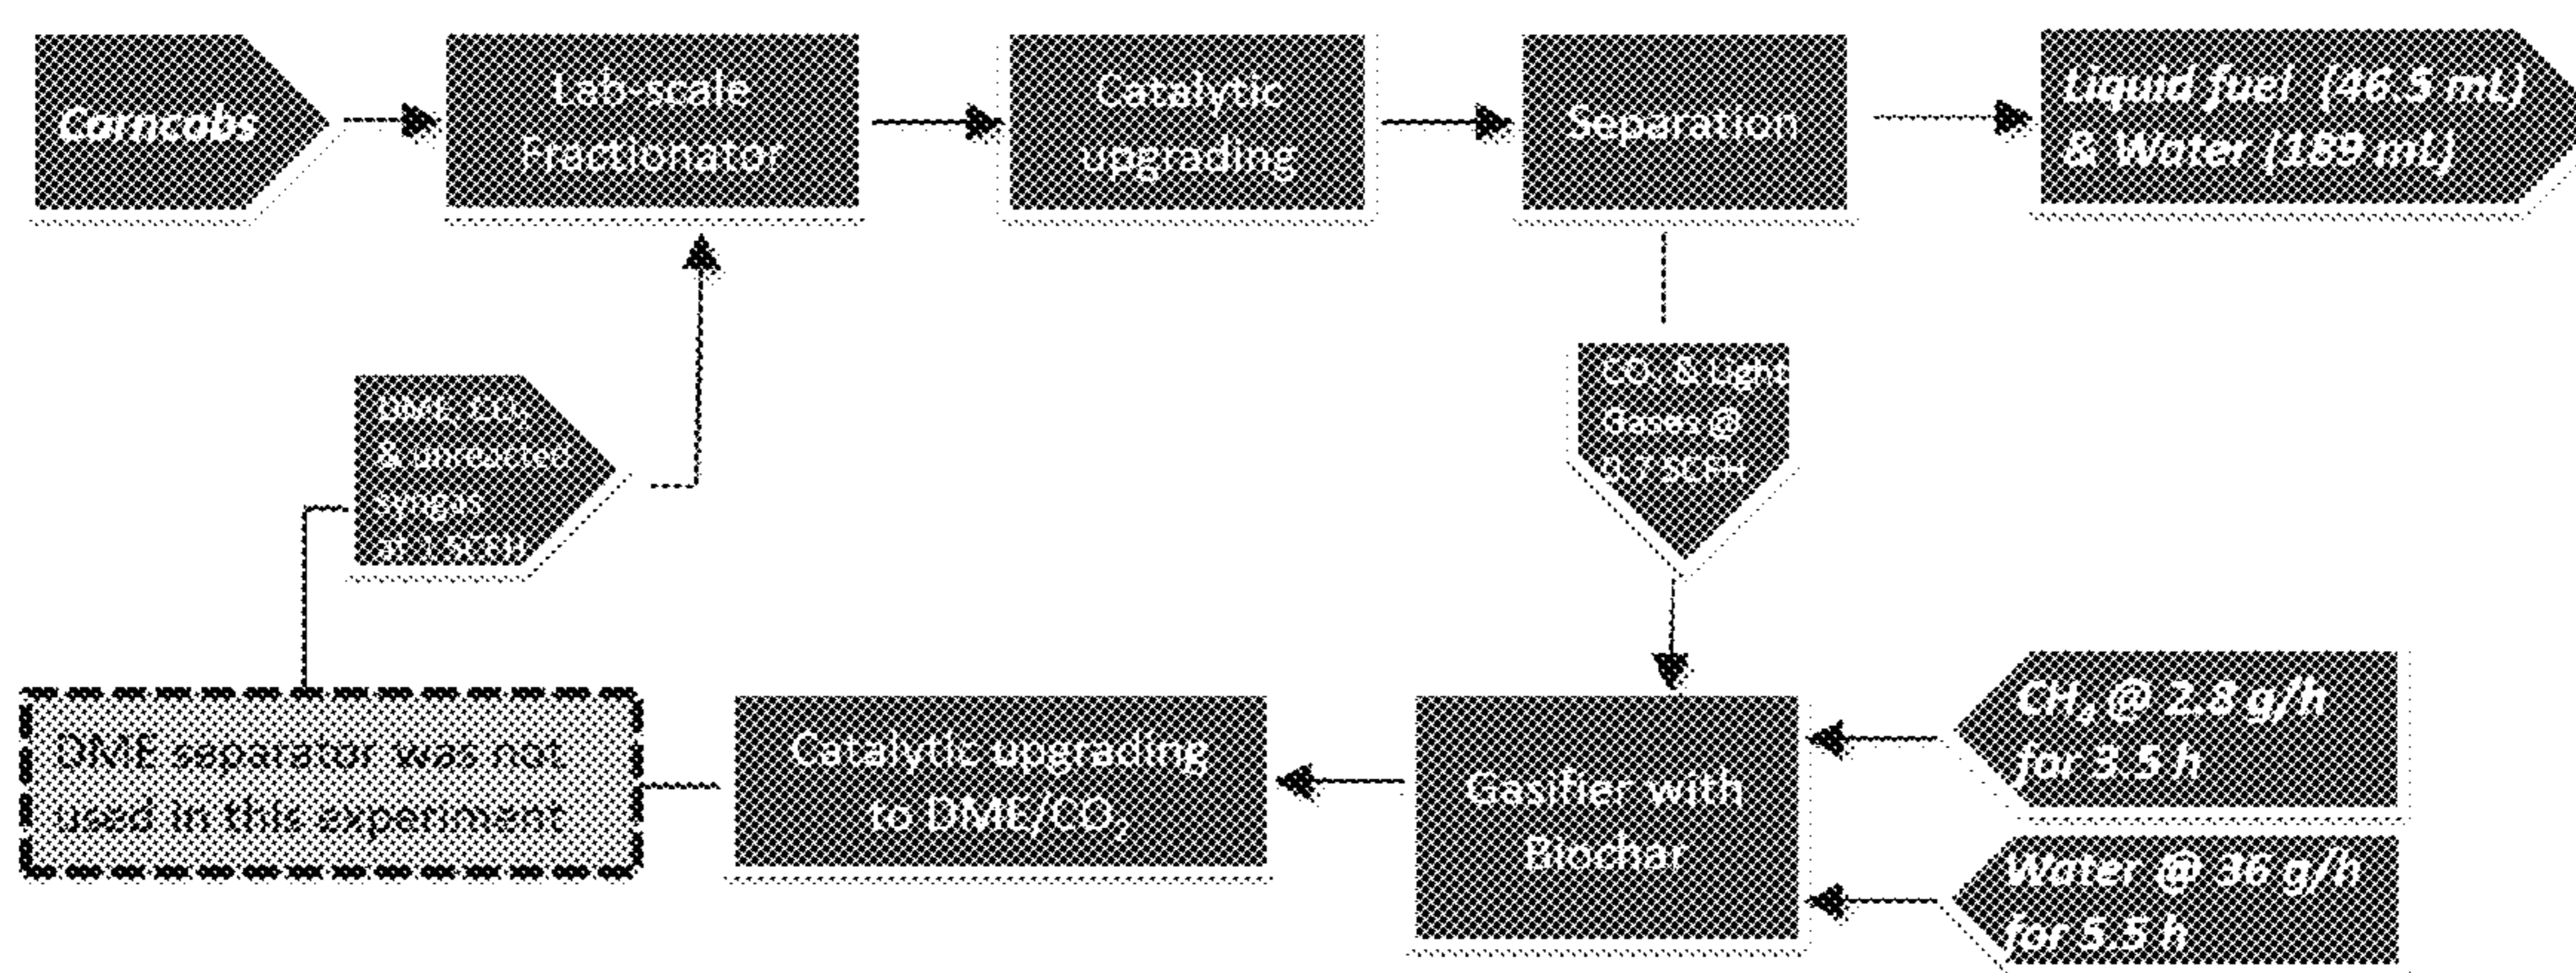 Corncobs
Lab-scale
Fractionator
Catalytic
upgrading
Separation
Liquid fuel (46.5 mL)
& Water (189 mL)
DME, CO₂
& unreacted
syngas
at
CO₂ & Light
Gases @
SCFH
DME separator was not
used in this experiment
Catalytic upgrading
to DME/CO₂
Gasifier with
Biochar
CH₄ @ 2.8 g/h
for 3.5 h
Water @ 36 g/h
for 5.5 h